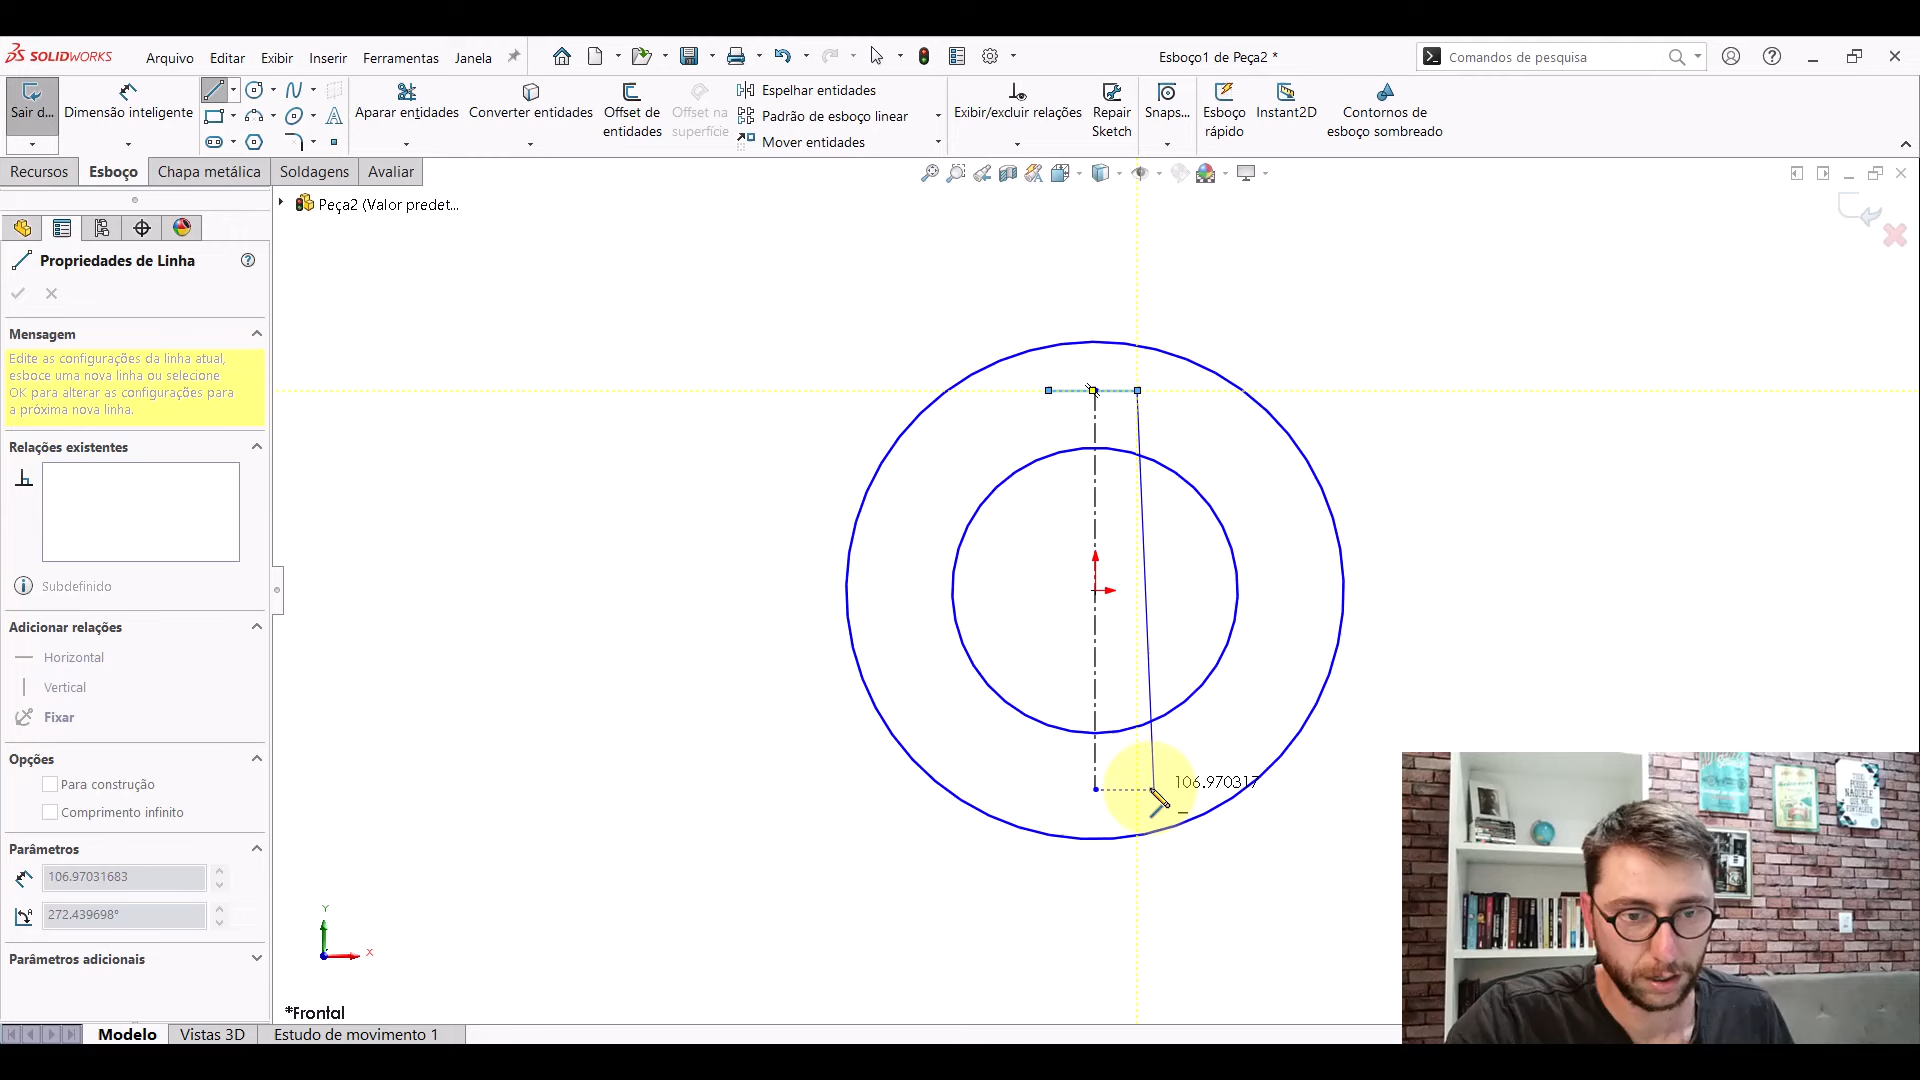 SOLIDWORKS Arquivo Editar Exibir Inserir Ferramentas Janela Esboço1 de Peça2 * Comandos de pesquisa
Sair d... Dimensão inteligente Aparar entidades Converter entidades Offset de entidades Offset na superfície Espelhar entidades Exibir/excluir relações Repair Sketch Snaps... Esboço rápido Instant2D Contornos de esboço sombreado
Padrão de esboço linear
Mover entidades
Recursos Esboço Chapa metálica Soldagens Avaliar
Peça2 (Valor predet...
Propriedades de Linha
Mensagem
Edite as configurações da linha atual,
esboce uma nova linha ou selecione
OK para alterar as configurações para
a próxima nova linha.
Relações existentes
Subdefinido
Adicionar relações
Horizontal
Vertical
Fixar
Opções
Para construção
Comprimento infinito
Parâmetros
106.97031683
272.439698°
Parâmetros adicionais
106.970317
Y
X
*Frontal
Modelo Vistas 3D Estudo de movimento 1